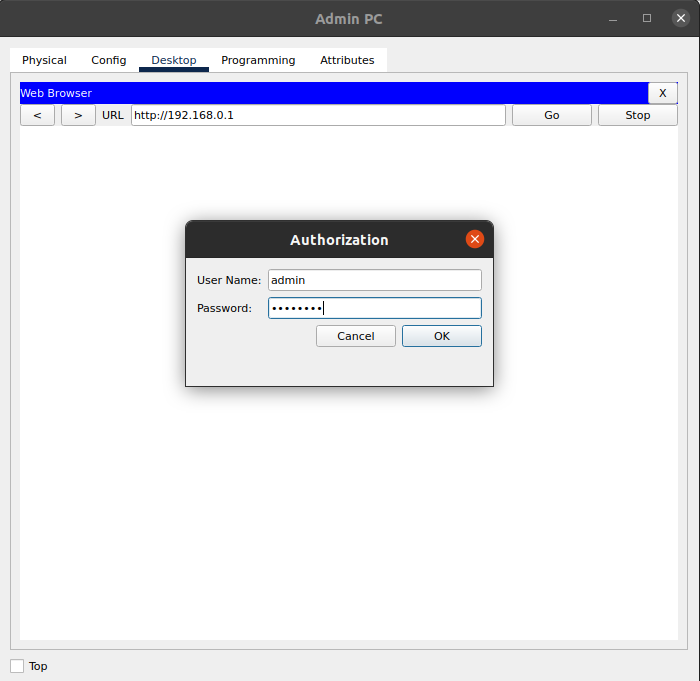 Admin PC
Physical Config Desktop Programming Attributes
Web Browser X
< > URL http://192.168.0.1 Go Stop
Authorization
User Name: admin
Password: ••••••••
Cancel OK
Top